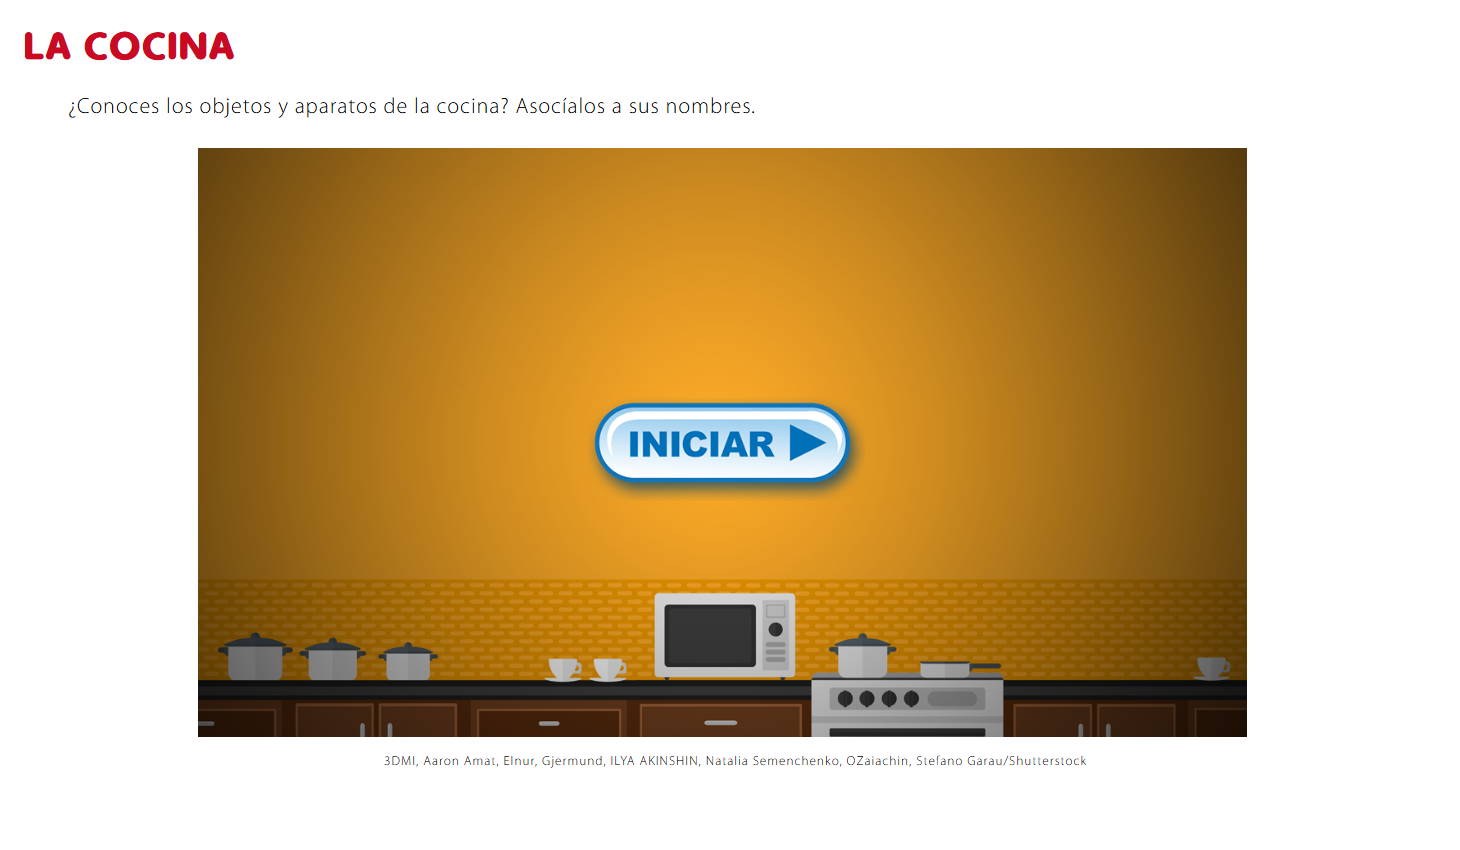 LA COCINA
¿Conoces los objetos y aparatos de la cocina? Asocíalos a sus nombres.
INICIAR
3DMI, Aaron Amat, Elnur, Gjermund, ILYA AKINSHIN, Natalia Semenchenko, OZaiachin, Stefano Garau/Shutterstock